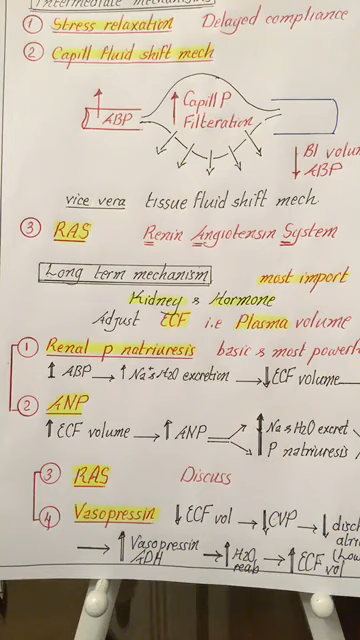 Intermediate mechanisms
① Stress relaxation Delayed compliance
② Capill fluid shift mech
↑ ABP
↑ Capill P
Filteration
↓ Bl volu
ABP
vice vera tissue fluid shift mech
③ RAS Renin Angiotensin System
Long term mechanism most import
Kidney & Hormone
Adjust ECF i.e Plasma volume
① Renal p natriuresis basic & most powerf
↑ ABP → ↑ Na⁺& H2O excretion → ↓ ECF volume
② ANP
↑ ECF volume → ↑ ANP ⇒ ↑ Na & H2O excret
P natriuresis
③ RAS Discuss
④ Vasopressin ↓ ECF vol → ↓ CVP → ↓ disch
atri
→ ↑ Vasopressin ADH → ↑ H2O reab → ↑ ECF vol